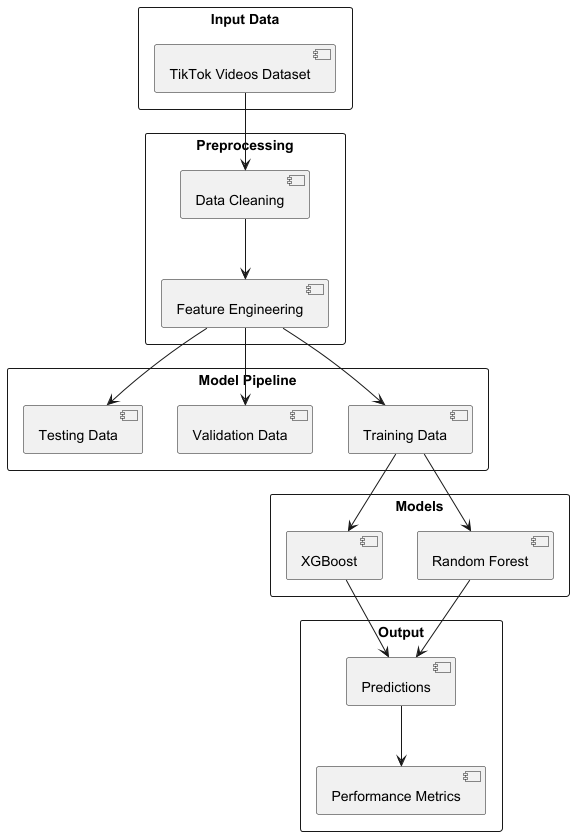 Input Data
TikTok Videos Dataset
Preprocessing
Data Cleaning
Feature Engineering
Model Pipeline
Testing Data
Validation Data
Training Data
Models
XGBoost
Random Forest
Output
Predictions
Performance Metrics